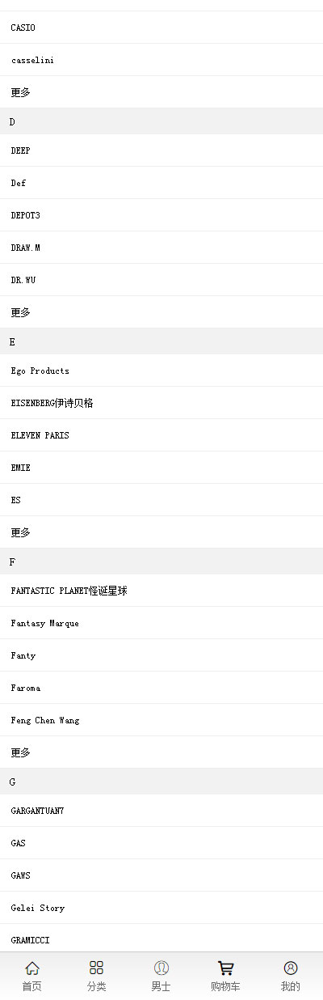 CASIO
casselini
更多
D
DEEP
Def
DEPOT3
DRAW.M
DR.WU
更多
E
Ego Products
EISENBERG伊诗贝格
ELEVEN PARIS
EMIE
ES
更多
F
FANTASTIC PLANET怪诞星球
Fantasy Marque
Fanty
Faroma
Feng Chen Wang
更多
G
GARGANTUAN7
GAS
GAWS
Gelei Story
GRAMICCI
首页 分类 男士 购物车 我的